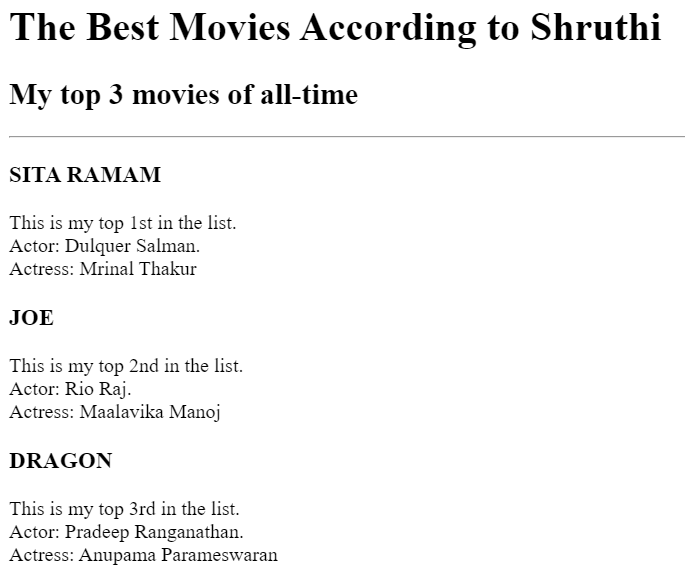 The Best Movies According to Shruthi
My top 3 movies of all-time
SITA RAMAM
This is my top 1st in the list.
Actor: Dulquer Salman.
Actress: Mrinal Thakur
JOE
This is my top 2nd in the list.
Actor: Rio Raj.
Actress: Maalavika Manoj
DRAGON
This is my top 3rd in the list.
Actor: Pradeep Ranganathan.
Actress: Anupama Parameswaran